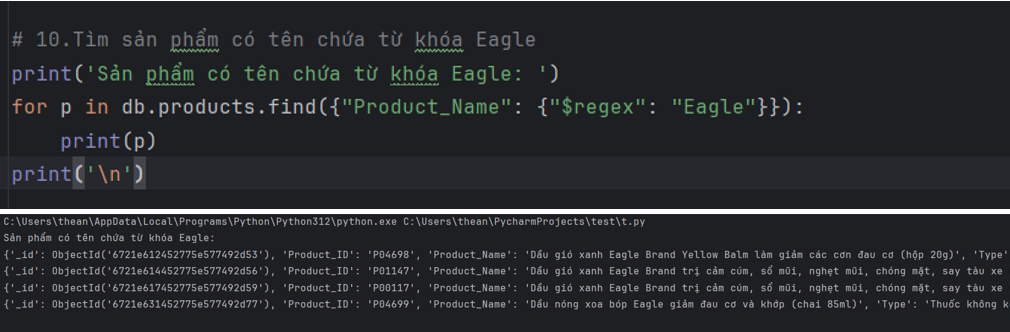 # 10.Tìm sản phẩm có tên chứa từ khóa Eagle
print('Sản phẩm có tên chứa từ khóa Eagle: ')
for p in db.products.find({"Product_Name": {"$regex": "Eagle"}}):
    print(p)
print('\n')
C:\Users\thean\AppData\Local\Programs\Python\Python312\python.exe C:\Users\thean\PycharmProjects\test\t.py
Sản phẩm có tên chứa từ khóa Eagle:
{'_id': ObjectId('6721e612452775e577492d53'), 'Product_ID': 'P04698', 'Product_Name': 'Dầu gió xanh Eagle Brand Yellow Balm làm giảm các cơn đau cơ (hộp 20g)', 'Type'
{'_id': ObjectId('6721e614452775e577492d56'), 'Product_ID': 'P01147', 'Product_Name': 'Dầu gió xanh Eagle Brand trị cảm cúm, sổ mũi, nghẹt mũi, chóng mặt, say tàu xe
{'_id': ObjectId('6721e617452775e577492d59'), 'Product_ID': 'P00117', 'Product_Name': 'Dầu gió xanh Eagle Brand trị cảm cúm, sổ mũi, nghẹt mũi, chóng mặt, say tàu xe
{'_id': ObjectId('6721e631452775e577492d77'), 'Product_ID': 'P04699', 'Product_Name': 'Dầu nóng xoa bóp Eagle giảm đau cơ và khớp (chai 85ml)', 'Type': 'Thuốc không k